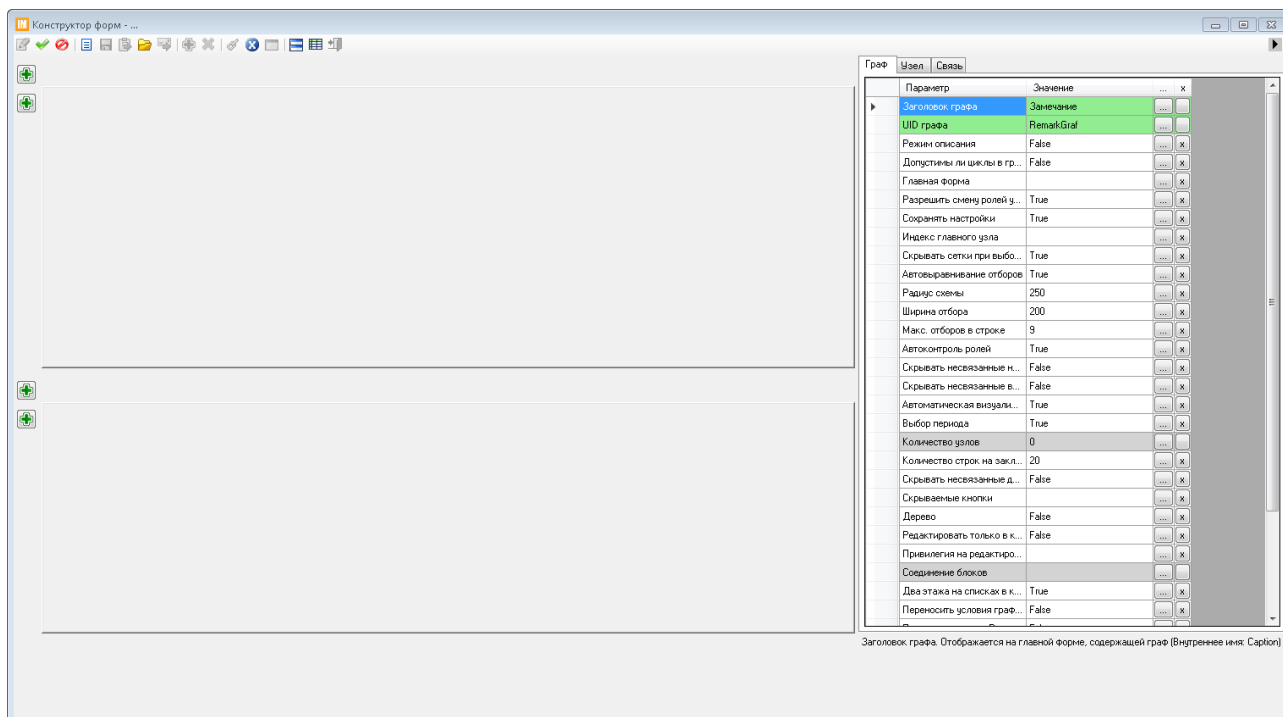 Конструктор форм - ...
Граф Узел Связь
Параметр Значение ... x
Заголовок графа Замечание ...
UID графа RemarkGraf ...
Режим описания False ... x
Допустимы ли циклы в гр... False ... x
Главная форма ... x
Разрешить смену ролей у... True ... x
Сохранять настройки True ... x
Индекс главного узла ... x
Скрывать сетки при выбо... True ... x
Автовыравнивание отборов True ... x
Радиус схемы 250 ... x
Ширина отбора 200 ... x
Макс. отборов в строке 9 ... x
Автоконтроль ролей True ... x
Скрывать несвязанные н... False ... x
Скрывать несвязанные в... False ... x
Автоматическая визуали... True ... x
Выбор периода True ... x
Количество узлов 0 ...
Количество строк на закл... 20 ... x
Скрывать несвязанные д... False ... x
Скрываемые кнопки ... x
Дерево False ... x
Редактировать только в к... False ... x
Привилегия на редактиро... ... x
Соединение блоков ...
Два этажа на списках в к... True ... x
Переносить условия граф... False ... x
Заголовок графа. Отображается на главной форме, содержащей граф (Внутреннее имя: Caption)